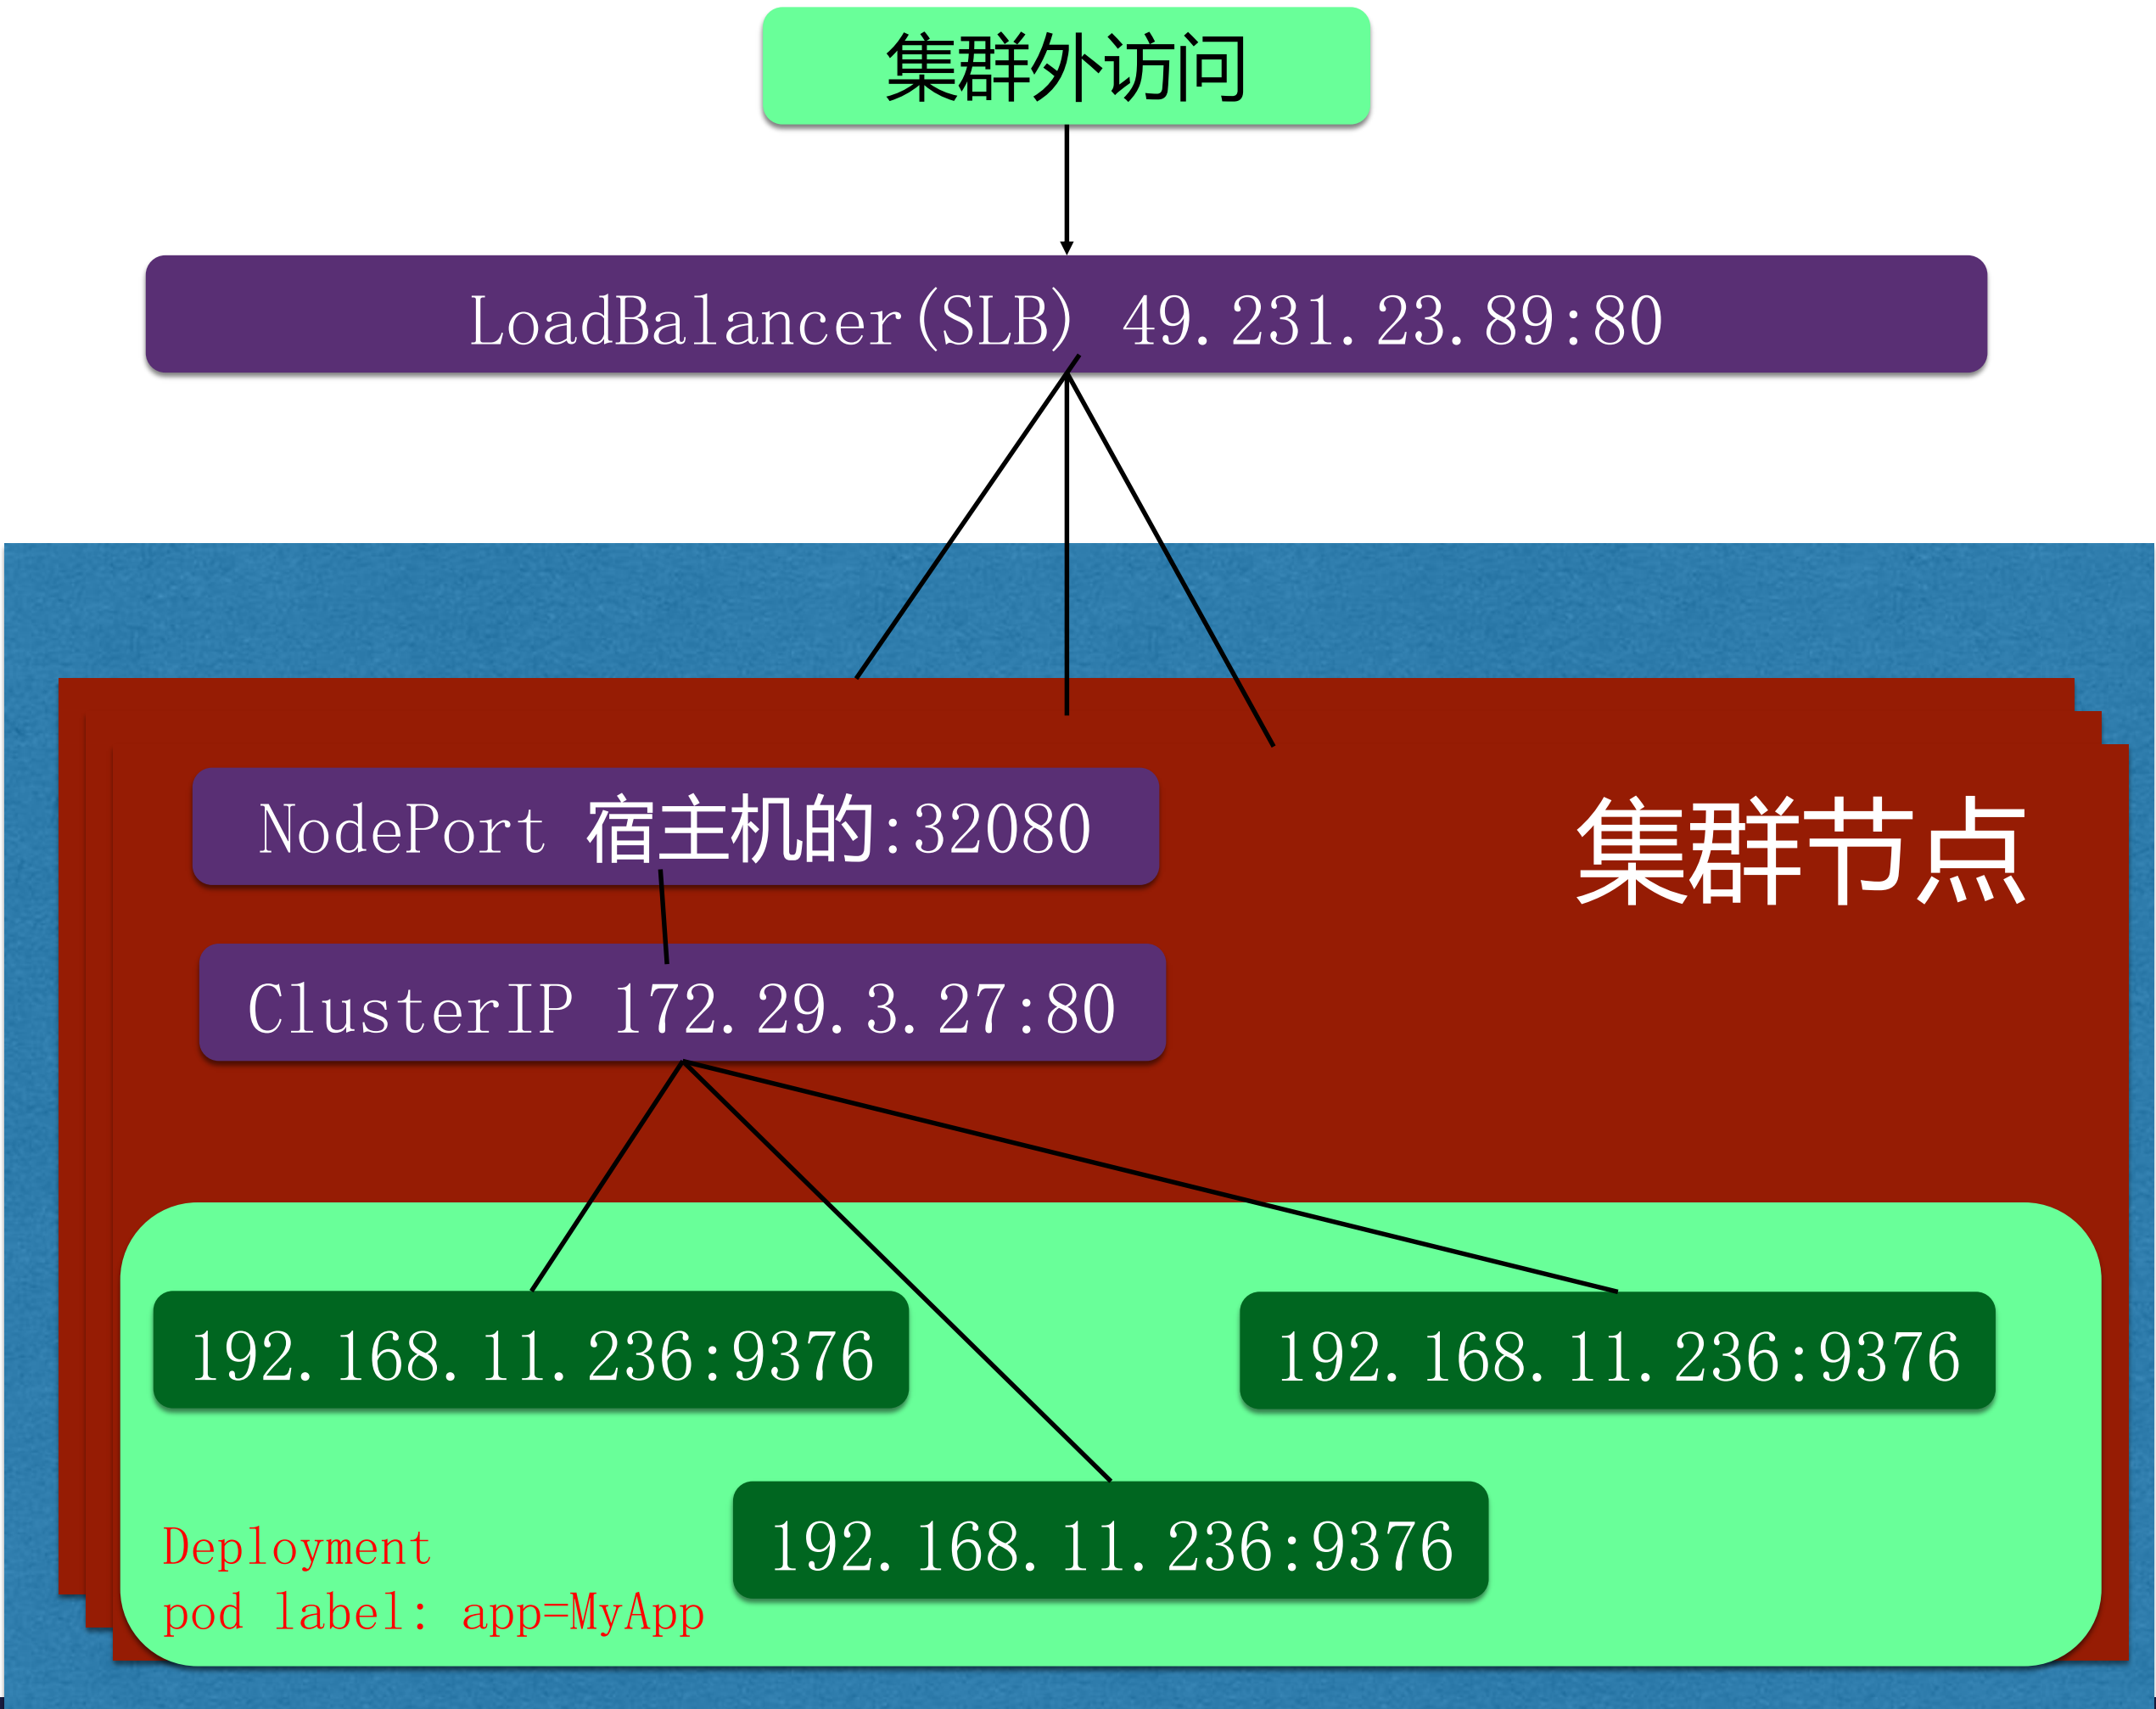 集群外访问
LoadBalancer(SLB) 49.231.23.89:80
NodePort 宿主机的:32080
集群节点
ClusterIP 172.29.3.27:80
192.168.11.236:9376
192.168.11.236:9376
192.168.11.236:9376
Deployment
pod label: app=MyApp